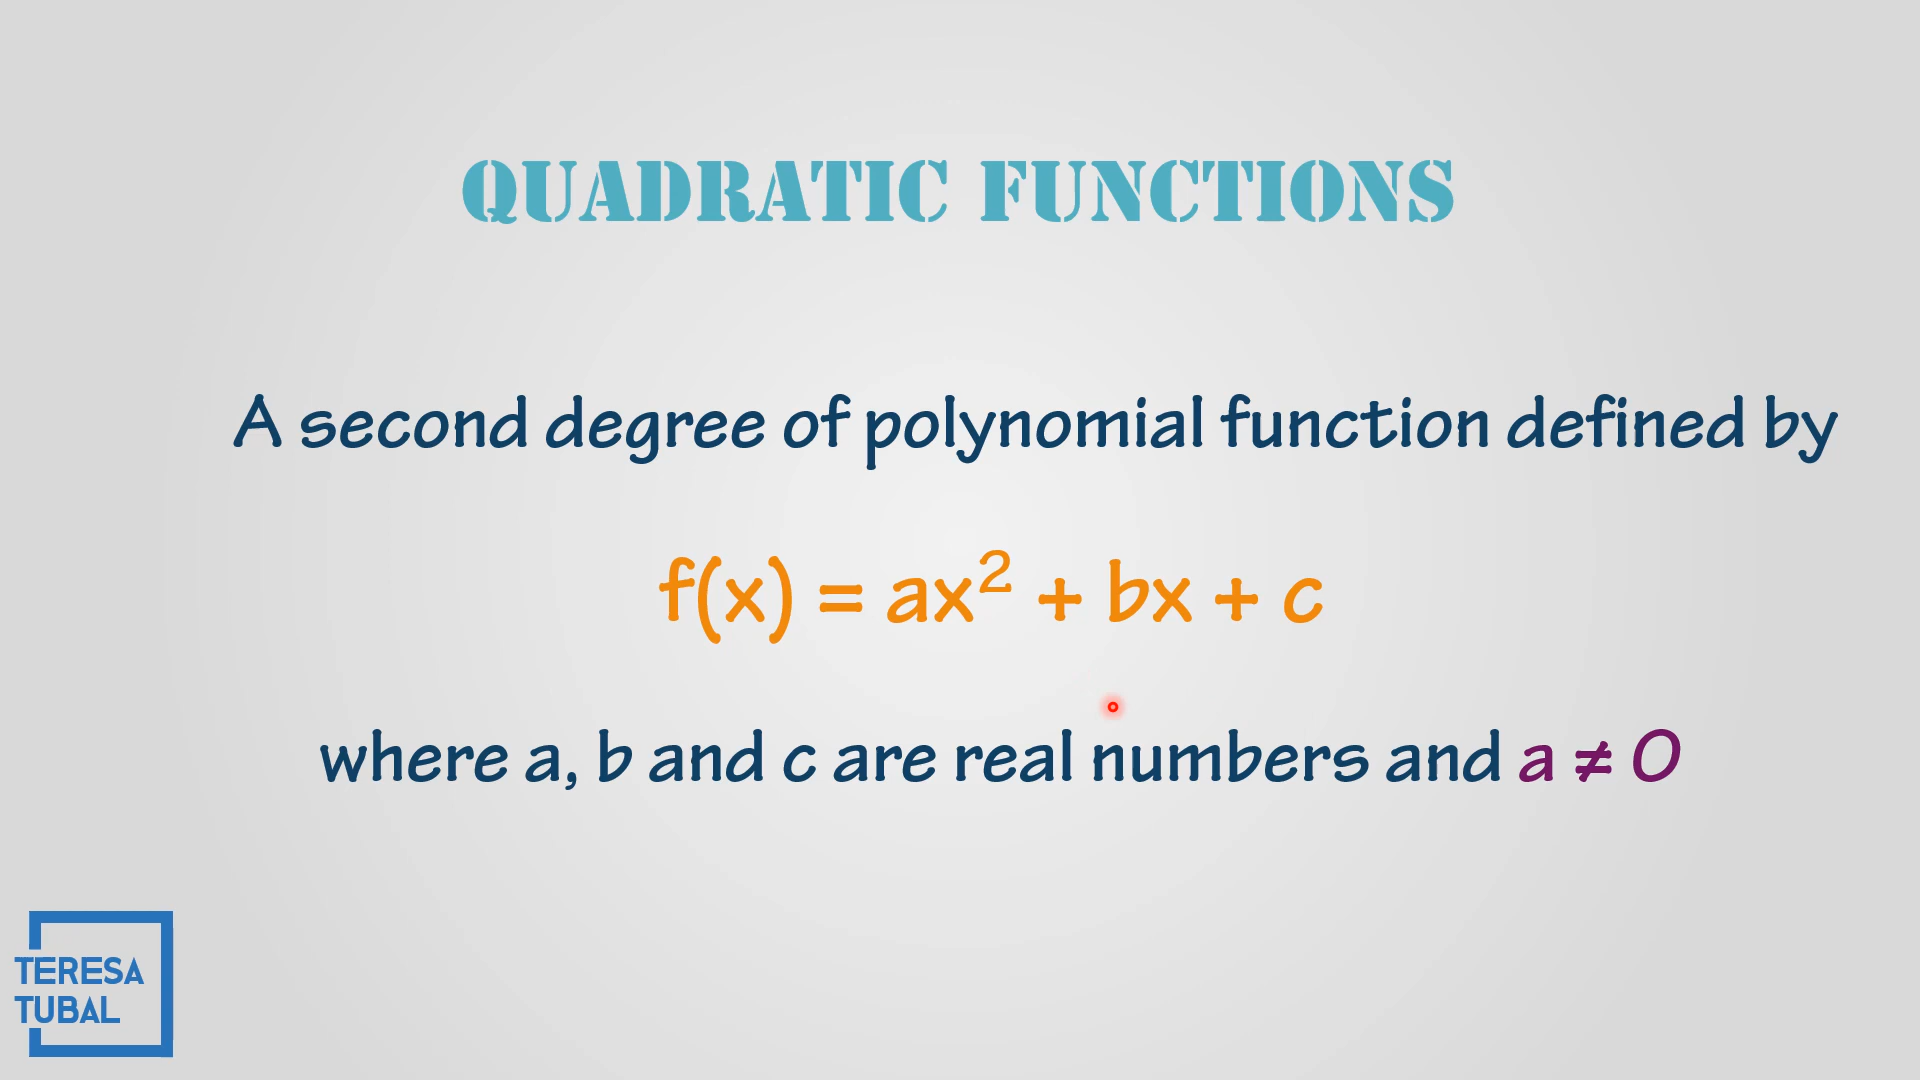 QUADRATIC FUNCTIONS
A second degree of polynomial function defined by
f(x) = ax² + bx + c
where a, b and c are real numbers and a ≠ 0
TERESA
TUBAL